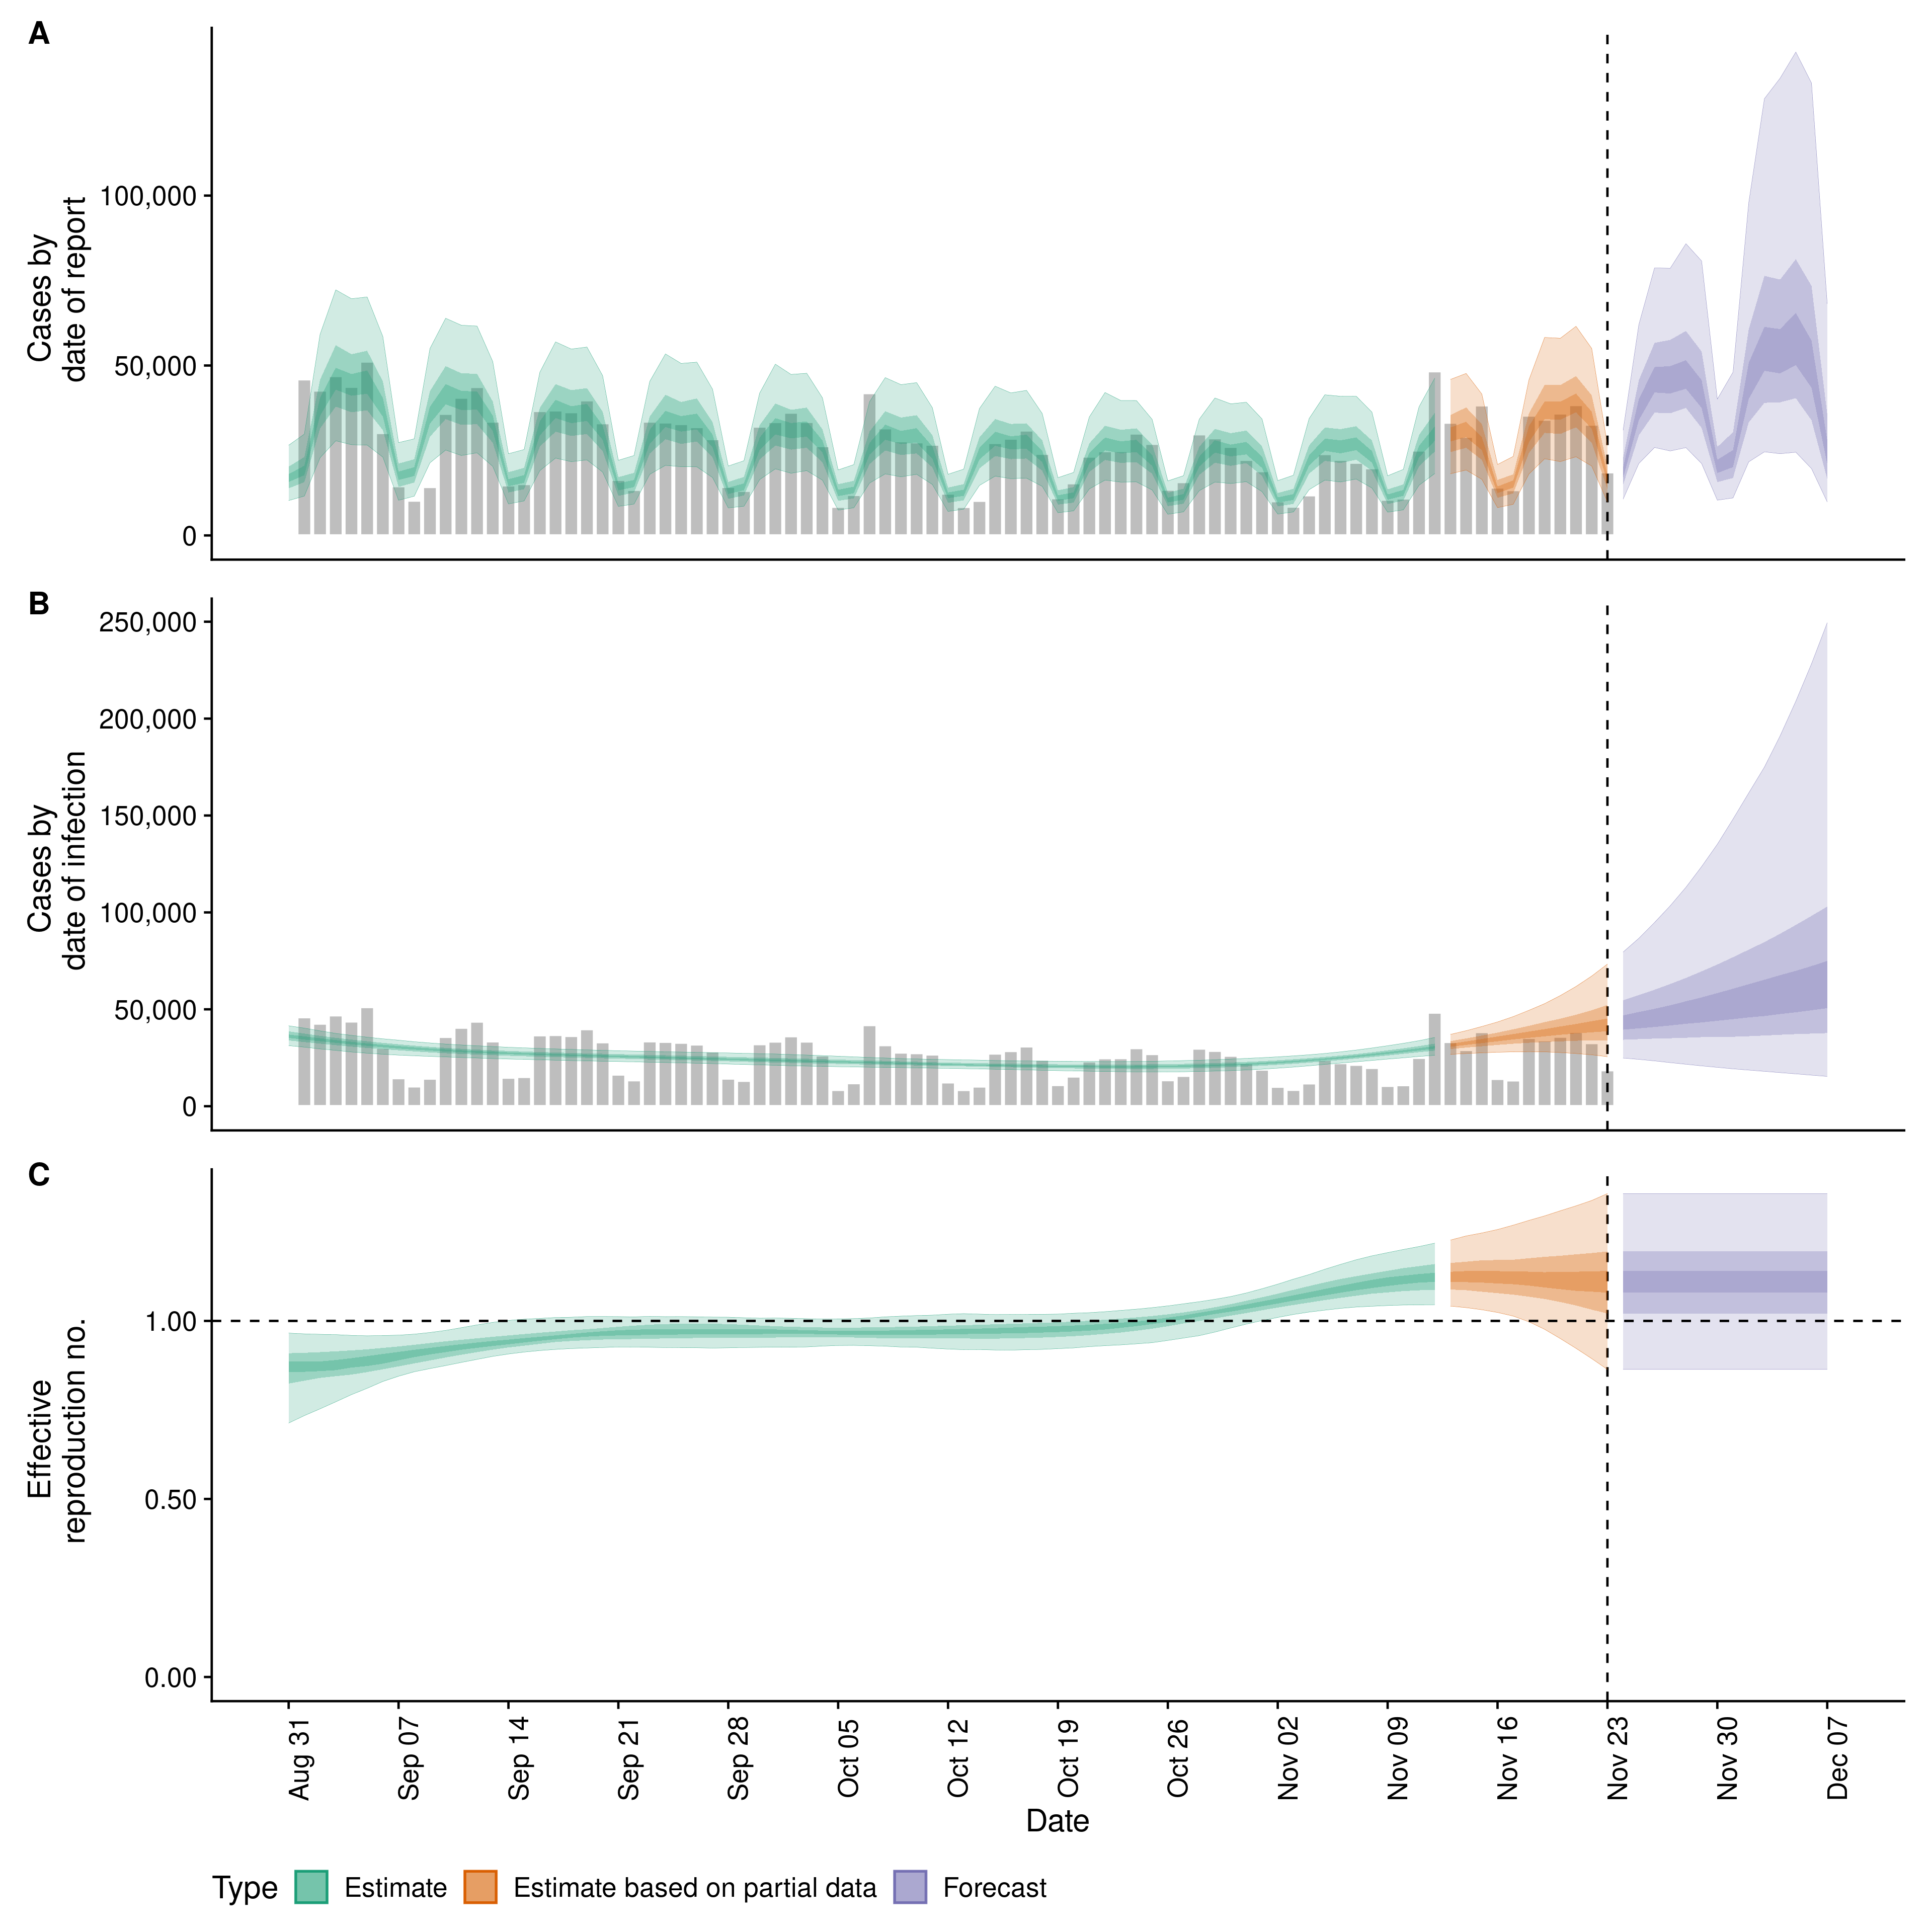 A
Cases by
date of report
100,000
50,000
0
B
Cases by
date of infection
250,000
200,000
150,000
100,000
50,000
0
C
Effective
reproduction no.
1.00
0.50
0.00
Aug 31
Sep 07
Sep 14
Sep 21
Sep 28
Oct 05
Oct 12
Oct 19
Oct 26
Nov 02
Nov 09
Nov 16
Nov 23
Nov 30
Dec 07
Date
Type Estimate Estimate based on partial data Forecast